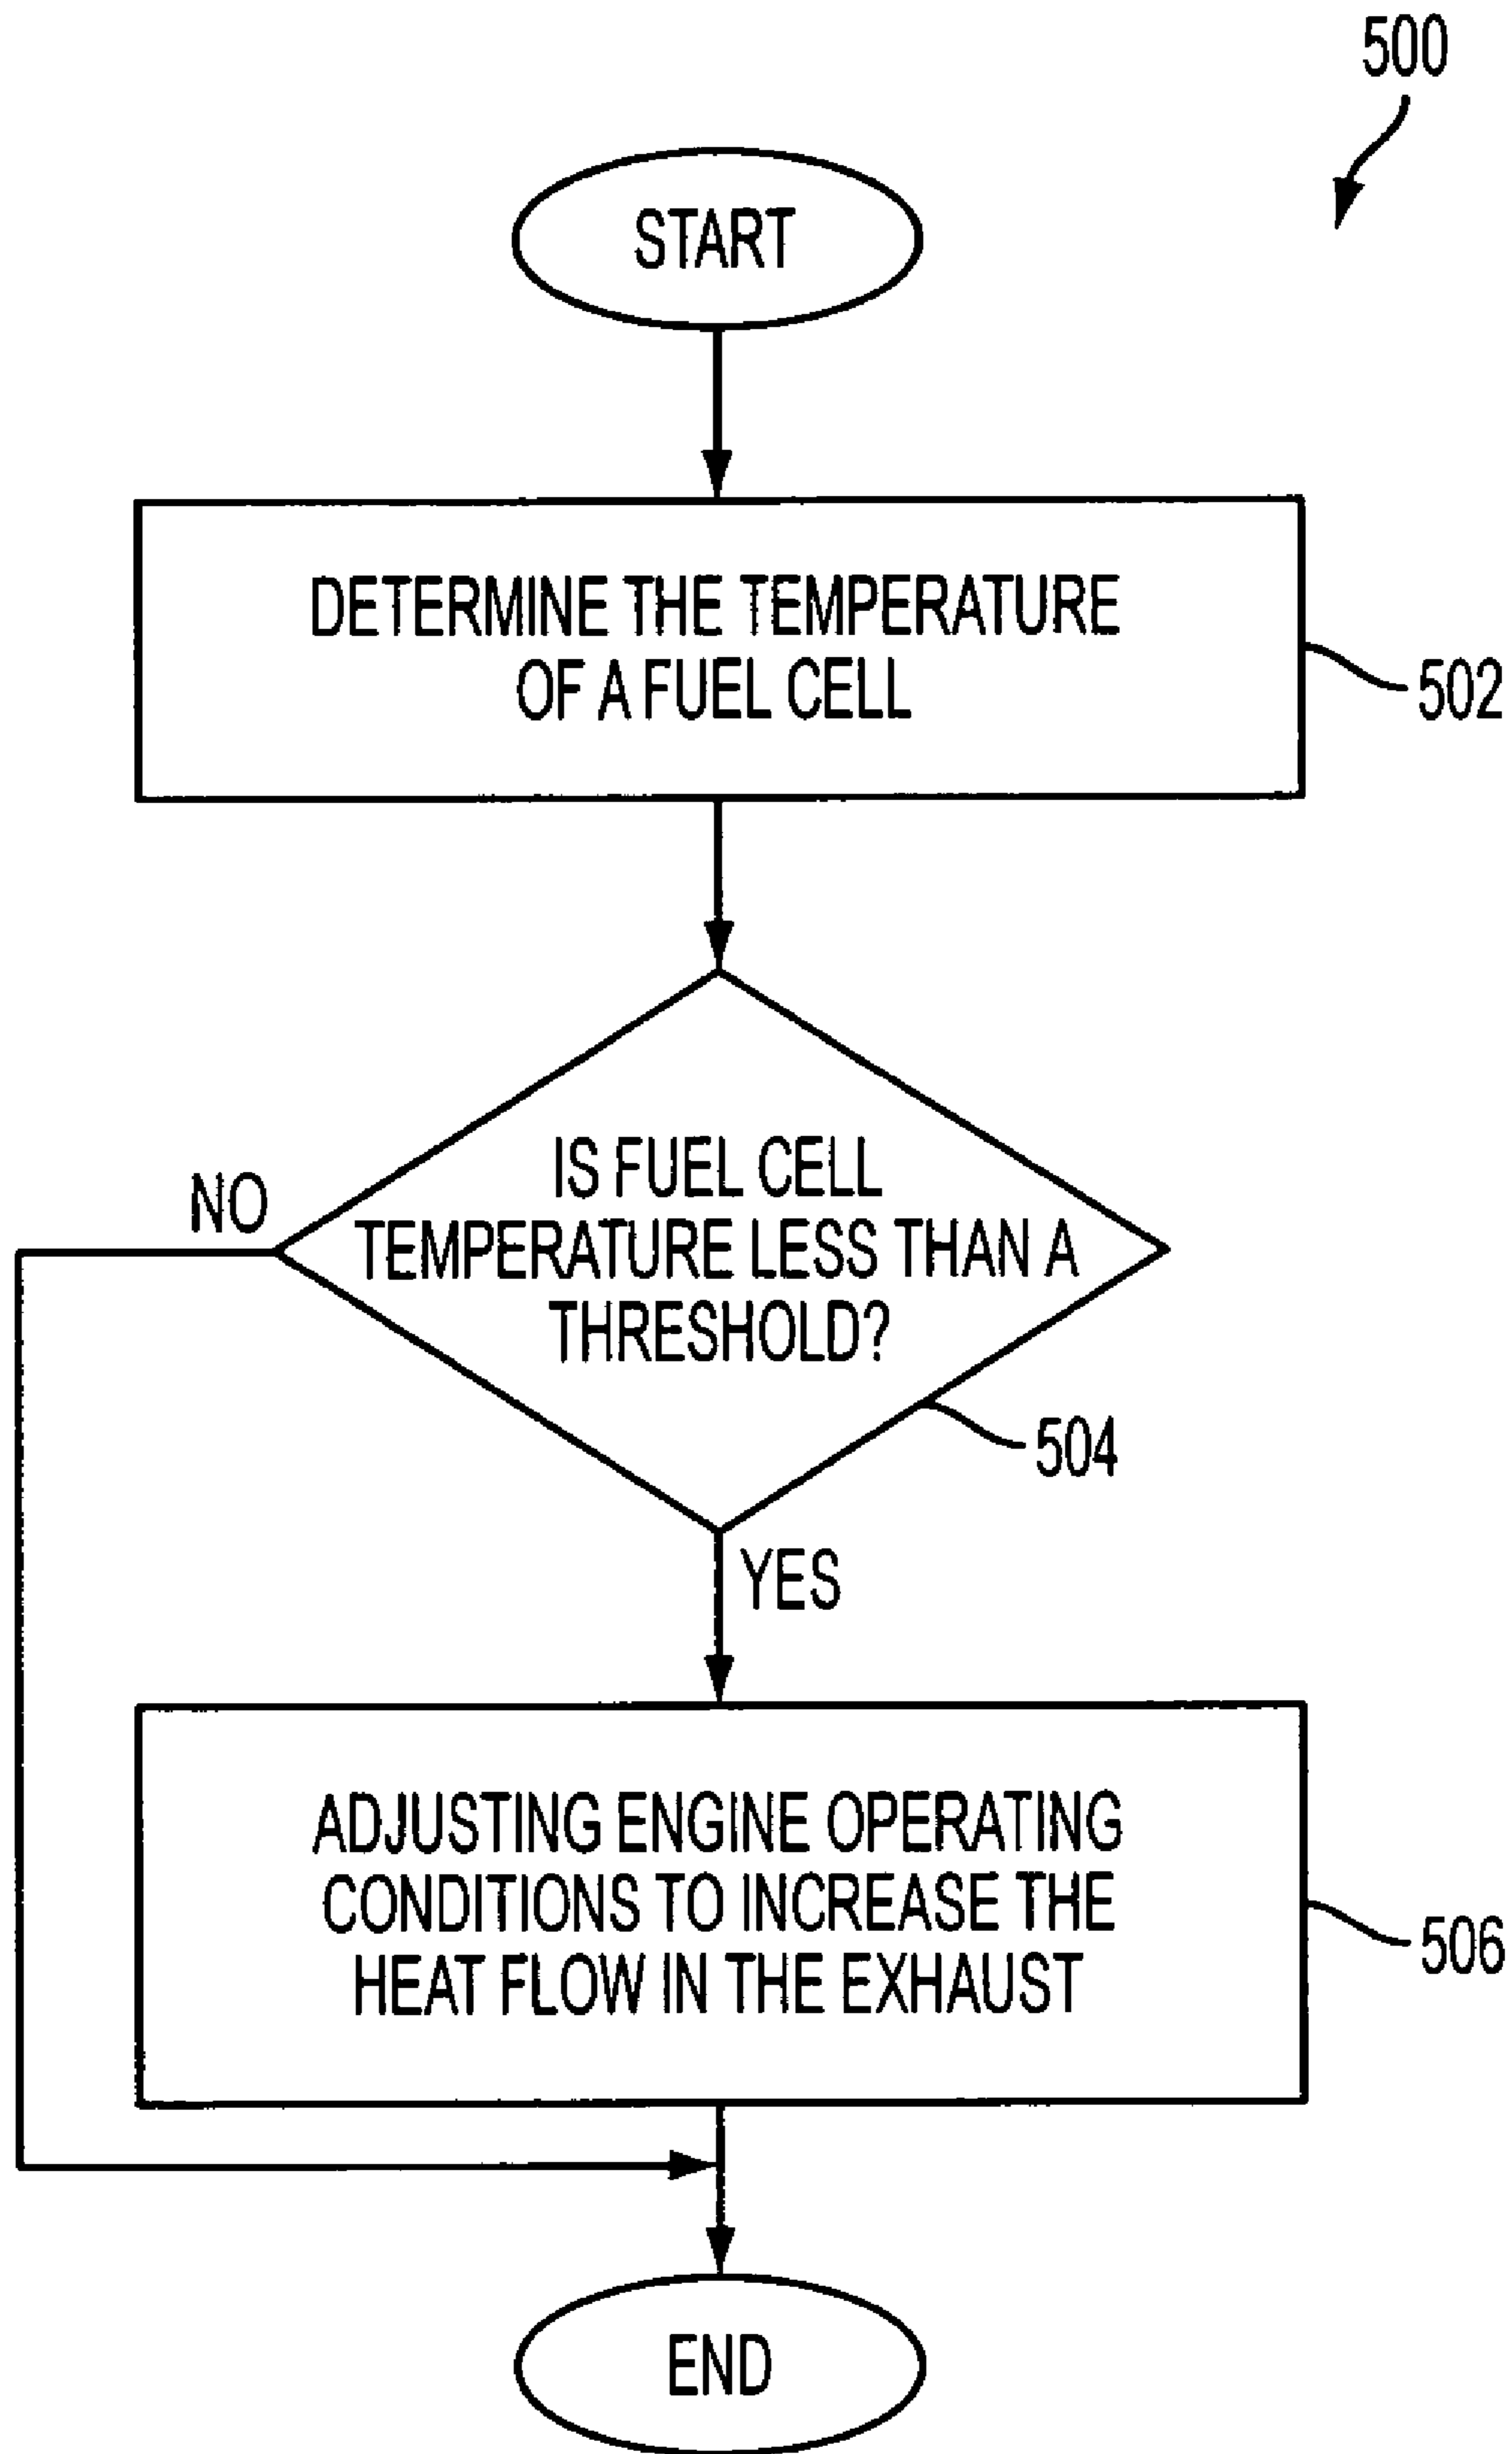 500
START
DETERMINE THE TEMPERATURE
OF A FUEL CELL
502
IS FUEL CELL
TEMPERATURE LESS THAN A
THRESHOLD?
NO
504
YES
ADJUSTING ENGINE OPERATING
CONDITIONS TO INCREASE THE
HEAT FLOW IN THE EXHAUST
506
END